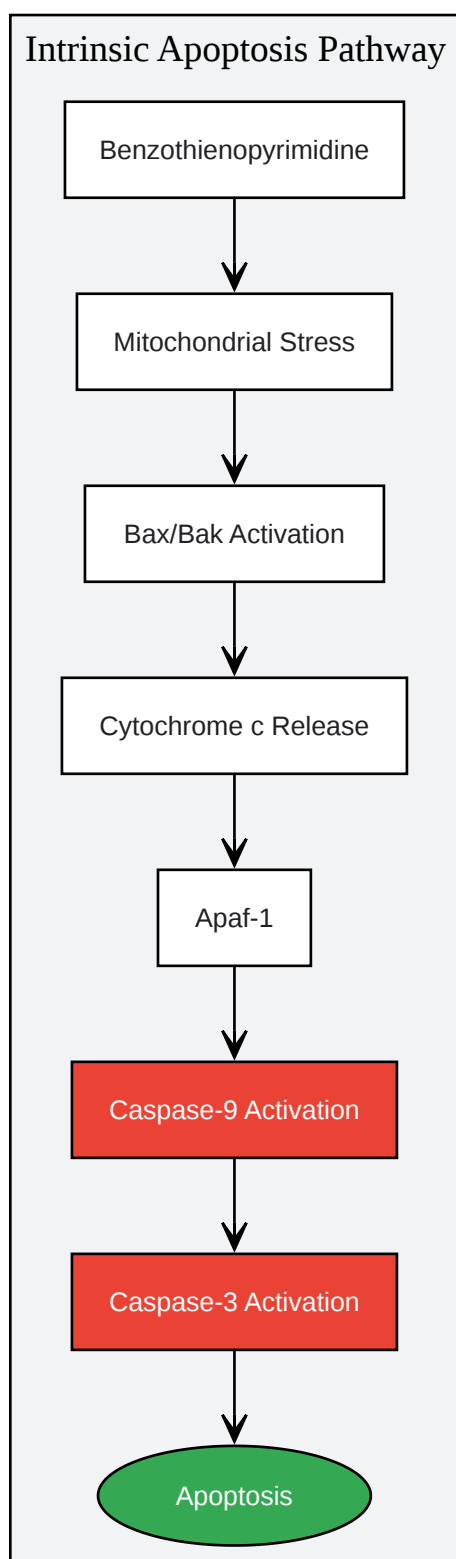 Intrinsic Apoptosis Pathway
Benzothienopyrimidine
Mitochondrial Stress
Bax/Bak Activation
Cytochrome c Release
Apaf-1
Caspase-9 Activation
Caspase-3 Activation
Apoptosis